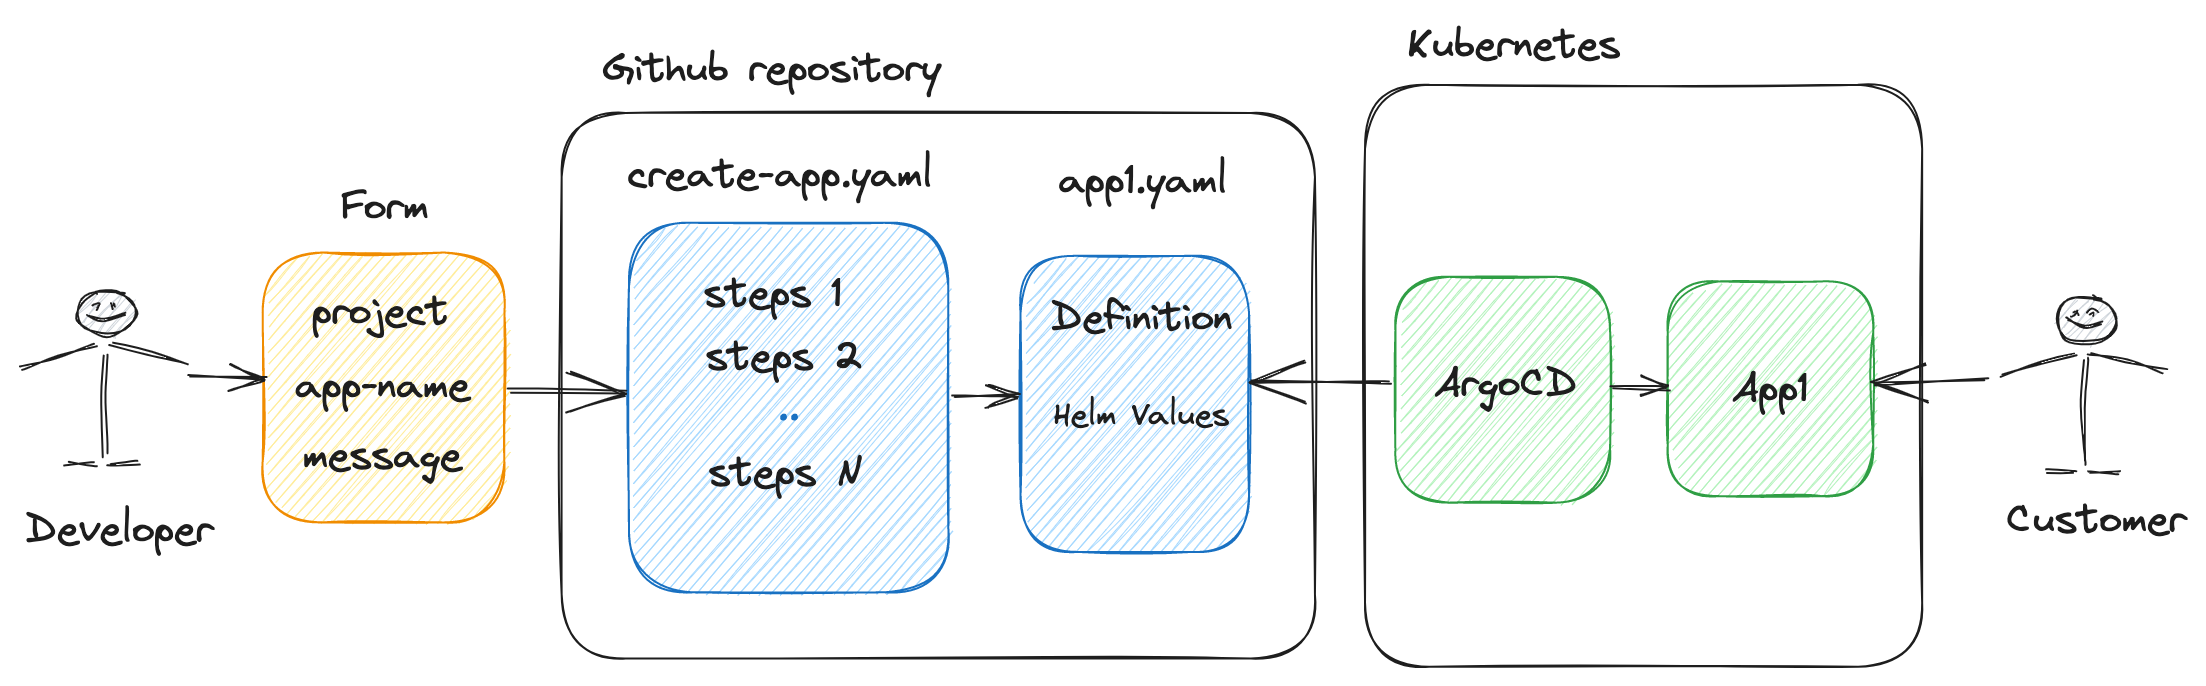 Developer
Form
project
app-name
message
Github repository
create-app.yaml
steps 1
steps 2
..
steps N
app1.yaml
Definition
Helm Values
Kubernetes
ArgoCD
App1
Customer